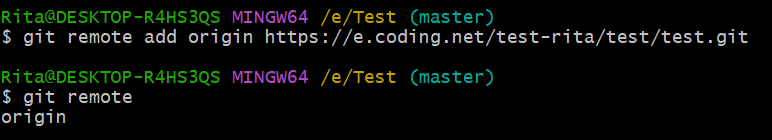 Rita@DESKTOP-R4HS3QS MINGW64 /e/Test (master)
$ git remote add origin https://e.coding.net/test-rita/test/test.git
Rita@DESKTOP-R4HS3QS MINGW64 /e/Test (master)
$ git remote
origin